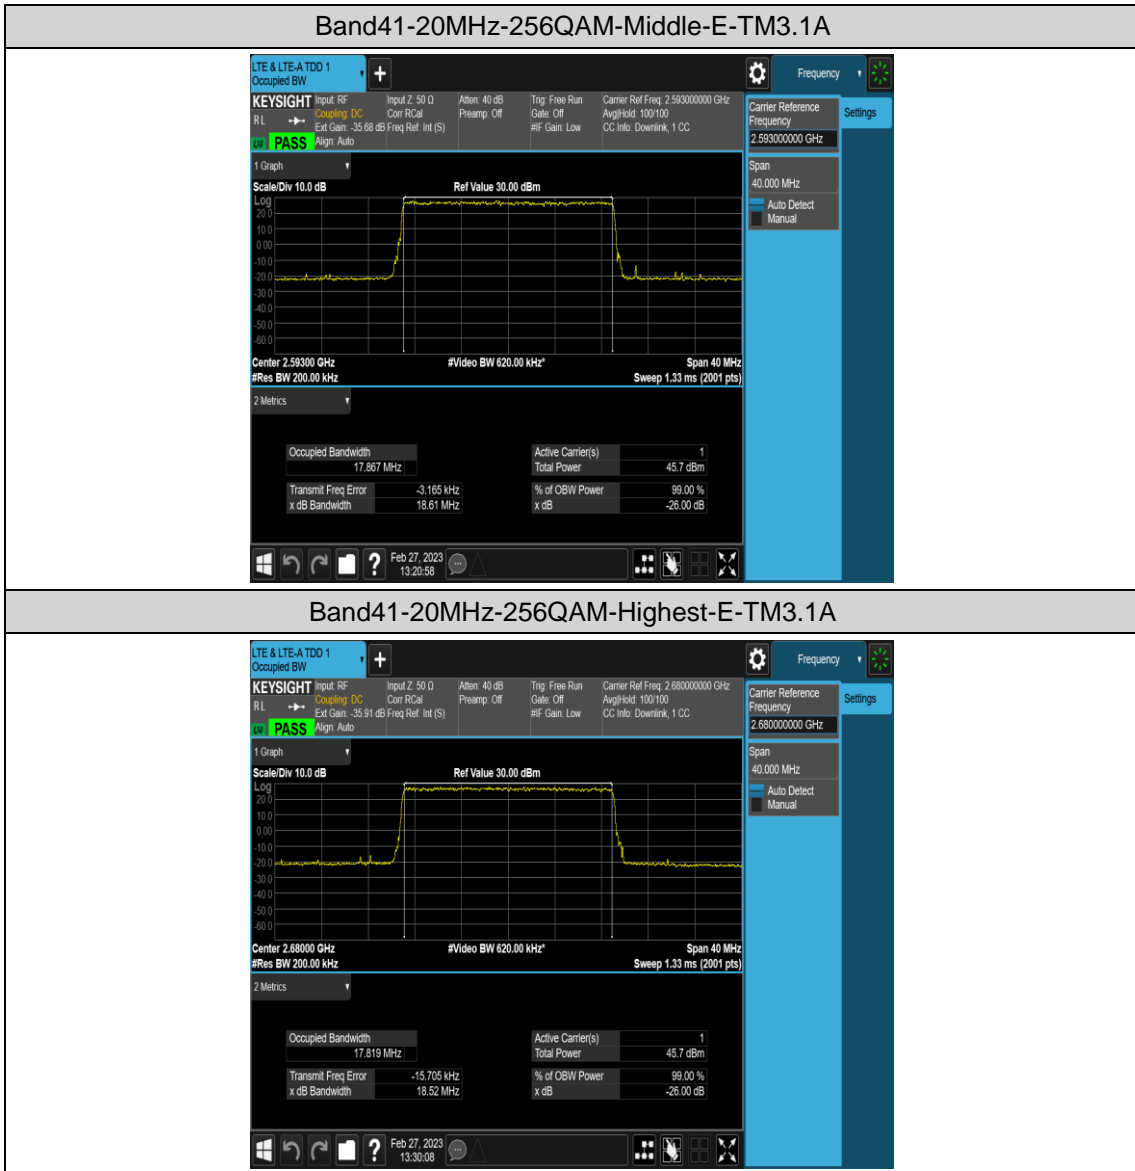 Band41-20MHz-256QAM-Middle-E-TM3.1A
LTE & LTE-A TDD 1
Occupied BW
Frequency
KEYSIGHT Input: RF Input Z: 50 Ω Atten: 40 dB Trig: Free Run Carrier Ref Freq: 2.593000000 GHz
RL Coupling: DC Corr RCal Preamp: Off Gate: Off Avg|Hold: 100/100
Ext Gain: -35.68 dB Freq Ref: Int (S) #IF Gain: Low CC Info: Downlink, 1 CC
LXI PASS Align: Auto
Carrier Reference Frequency
2.593000000 GHz
Settings
Span
40.000 MHz
Auto Detect
Manual
1 Graph
Scale/Div 10.0 dB Ref Value 30.00 dBm
Log
20.0
10.0
0.00
-10.0
-20.0
-30.0
-40.0
-50.0
-60.0
Center 2.59300 GHz #Video BW 620.00 kHz* Span 40 MHz
#Res BW 200.00 kHz Sweep 1.33 ms (2001 pts)
2 Metrics
Occupied Bandwidth
17.867 MHz
Transmit Freq Error -3.165 kHz
x dB Bandwidth 18.61 MHz
Active Carrier(s) 1
Total Power 45.7 dBm
% of OBW Power 99.00 %
x dB -26.00 dB
Feb 27, 2023
13:20:58
Band41-20MHz-256QAM-Highest-E-TM3.1A
LTE & LTE-A TDD 1
Occupied BW
Frequency
KEYSIGHT Input: RF Input Z: 50 Ω Atten: 40 dB Trig: Free Run Carrier Ref Freq: 2.680000000 GHz
RL Coupling: DC Corr RCal Preamp: Off Gate: Off Avg|Hold: 100/100
Ext Gain: -35.91 dB Freq Ref: Int (S) #IF Gain: Low CC Info: Downlink, 1 CC
LXI PASS Align: Auto
Carrier Reference Frequency
2.680000000 GHz
Settings
Span
40.000 MHz
Auto Detect
Manual
1 Graph
Scale/Div 10.0 dB Ref Value 30.00 dBm
Log
20.0
10.0
0.00
-10.0
-20.0
-30.0
-40.0
-50.0
-60.0
Center 2.68000 GHz #Video BW 620.00 kHz* Span 40 MHz
#Res BW 200.00 kHz Sweep 1.33 ms (2001 pts)
2 Metrics
Occupied Bandwidth
17.819 MHz
Transmit Freq Error -15.705 kHz
x dB Bandwidth 18.52 MHz
Active Carrier(s) 1
Total Power 45.7 dBm
% of OBW Power 99.00 %
x dB -26.00 dB
Feb 27, 2023
13:30:08